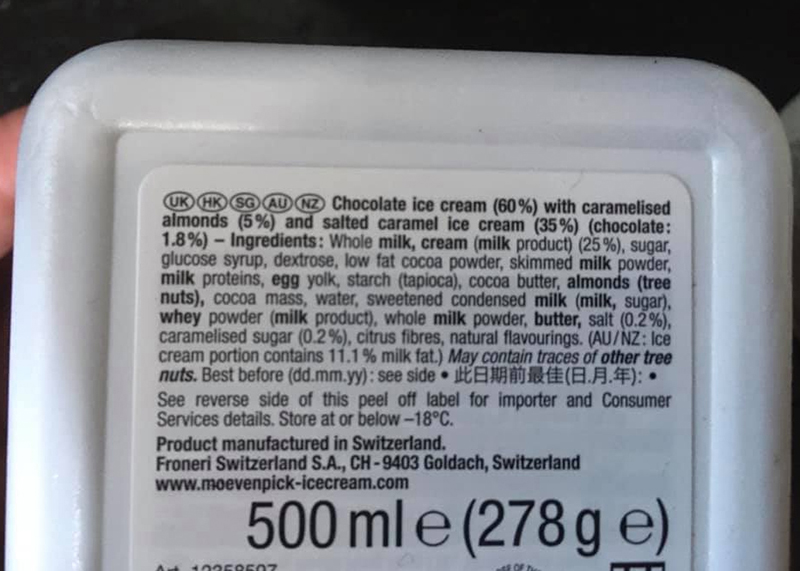 UK HK SG AU NZ Chocolate ice cream (60%) with caramelised
almonds (5%) and salted caramel ice cream (35%) (chocolate:
1.8%) – Ingredients: Whole milk, cream (milk product) (25%), sugar,
glucose syrup, dextrose, low fat cocoa powder, skimmed milk powder,
milk proteins, egg yolk, starch (tapioca), cocoa butter, almonds (tree
nuts), cocoa mass, water, sweetened condensed milk (milk, sugar),
whey powder (milk product), whole milk powder, butter, salt (0.2%),
caramelised sugar (0.2%), citrus fibres, natural flavourings. (AU/NZ: Ice
cream portion contains 11.1% milk fat.) May contain traces of other tree
nuts. Best before (dd.mm.yy): see side • 此日期前最佳(日.月.年): •
See reverse side of this peel off label for importer and Consumer
Services details. Store at or below –18°C.
Product manufactured in Switzerland.
Froneri Switzerland S.A., CH-9403 Goldach, Switzerland
www.moevenpick-icecream.com
500 ml e (278 g e)